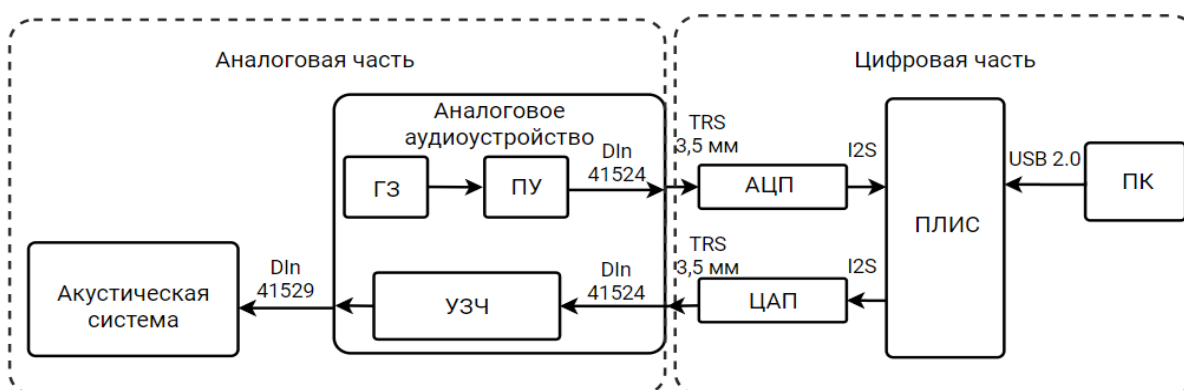 Аналоговая часть
Цифровая часть
Аналоговое
аудиоустройство
ГЗ
ПУ
DIn
41524
TRS
3,5 мм
АЦП
I2S
ПЛИС
USB 2.0
ПК
Акустическая
система
DIn
41529
УЗЧ
DIn
41524
TRS
3,5 мм
ЦАП
I2S